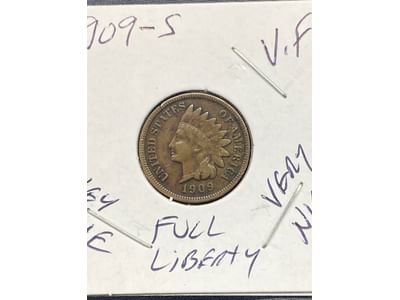 909-S
V.F
UNITED STATES OF AMERICA
1909
VERY
FULL
LiBERTY